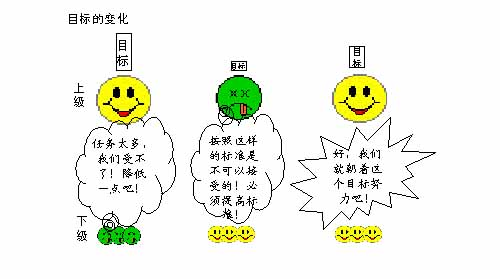 目标的变化
目
标
目标
目
标
上
级
任务太多，
我们受不
了！降低
一点吧！
按照这样
的标准是
不可以接
受的！必
须提高标
准！
好，我们
就朝着这
个目标努
力吧！
下
级